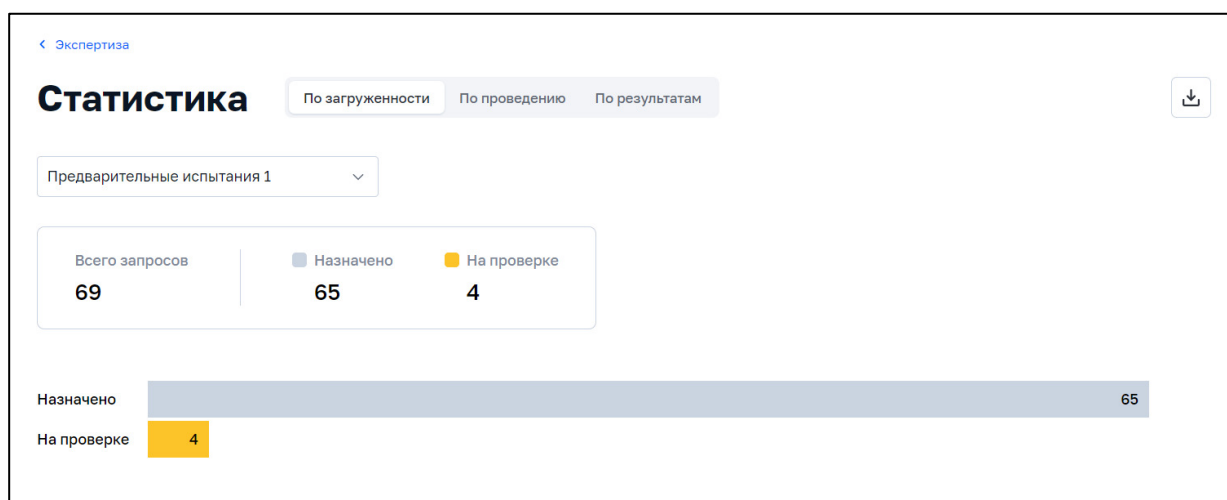 Экспертиза
Статистика
По загруженности По проведению По результатам
Предварительные испытания 1
Всего запросов Назначено На проверке
69 65 4
Назначено 65
На проверке 4